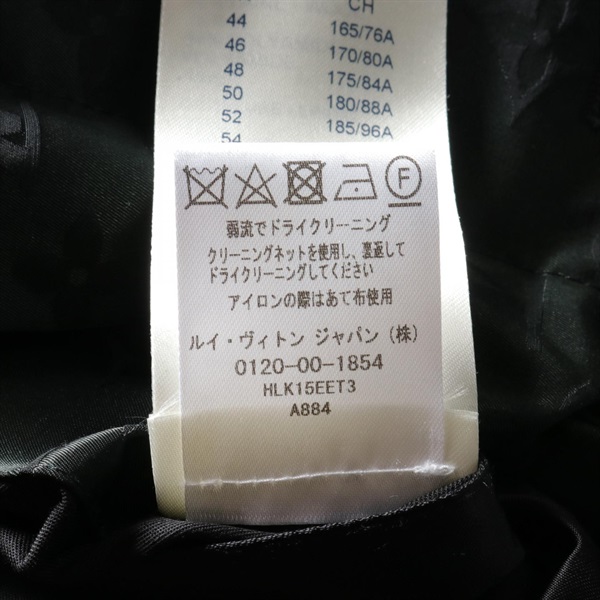 CH
44 165/76A
46 170/80A
48 175/84A
50 180/88A
52 185/96A
54
F
弱流でドライクリーニング
クリーニングネットを使用し、裏返して
ドライクリーニングしてください
アイロンの際はあて布使用
ルイ・ヴィトン ジャパン (株)
0120-00-1854
HLK15EET3
A884